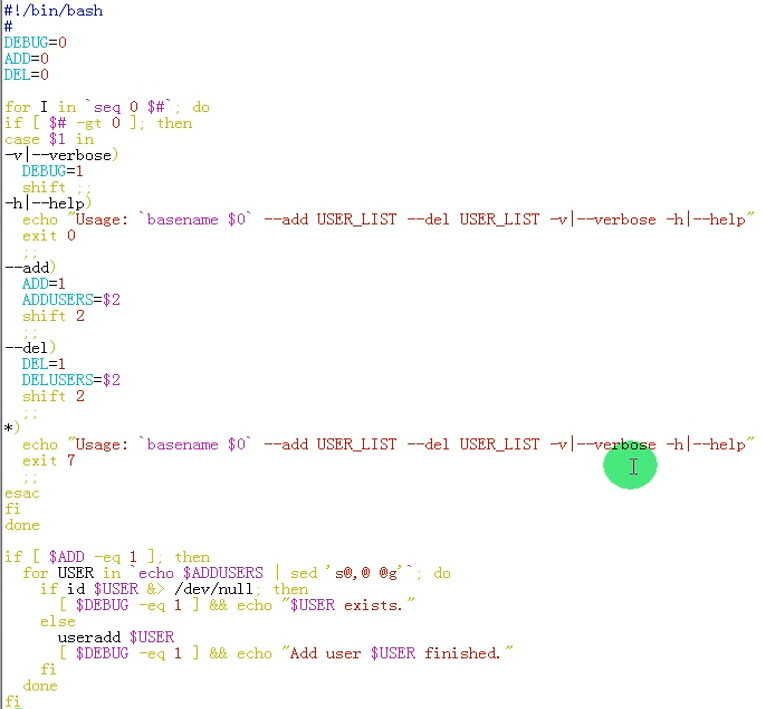 #!/bin/bash
#
DEBUG=0
ADD=0
DEL=0

for I in `seq 0 $#`; do
if [ $# -gt 0 ]; then
case $1 in
-v|--verbose)
  DEBUG=1
  shift ;;
-h|--help)
  echo "Usage: `basename $0` --add USER_LIST --del USER_LIST -v|--verbose -h|--help"
  exit 0
  ;;
--add)
  ADD=1
  ADDUSERS=$2
  shift 2
  ;;
--del)
  DEL=1
  DELUSERS=$2
  shift 2
  ;;
*)
  echo "Usage: `basename $0` --add USER_LIST --del USER_LIST -v|--verbose -h|--help"
  exit 7
  ;;
esac
fi
done

if [ $ADD -eq 1 ]; then
  for USER in `echo $ADDUSERS | sed 's@,@ @g'`; do
    if id $USER &> /dev/null; then
      [ $DEBUG -eq 1 ] && echo "$USER exists."
    else
      useradd $USER
      [ $DEBUG -eq 1 ] && echo "Add user $USER finished."
    fi
  done
fi